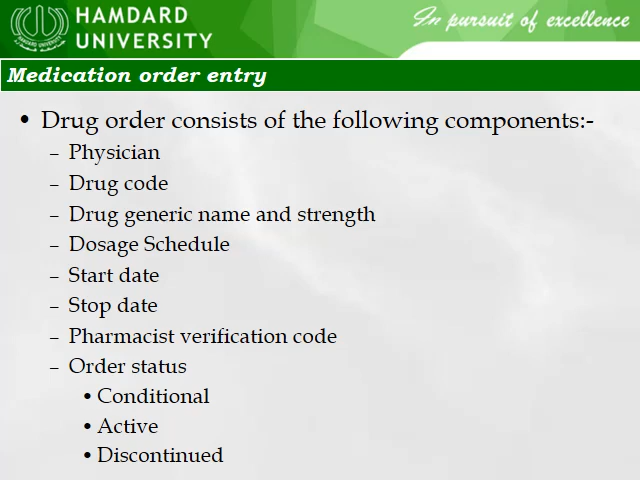 HAMDARD
UNIVERSITY
In pursuit of excellence
Medication order entry
• Drug order consists of the following components:-
– Physician
– Drug code
– Drug generic name and strength
– Dosage Schedule
– Start date
– Stop date
– Pharmacist verification code
– Order status
• Conditional
• Active
• Discontinued